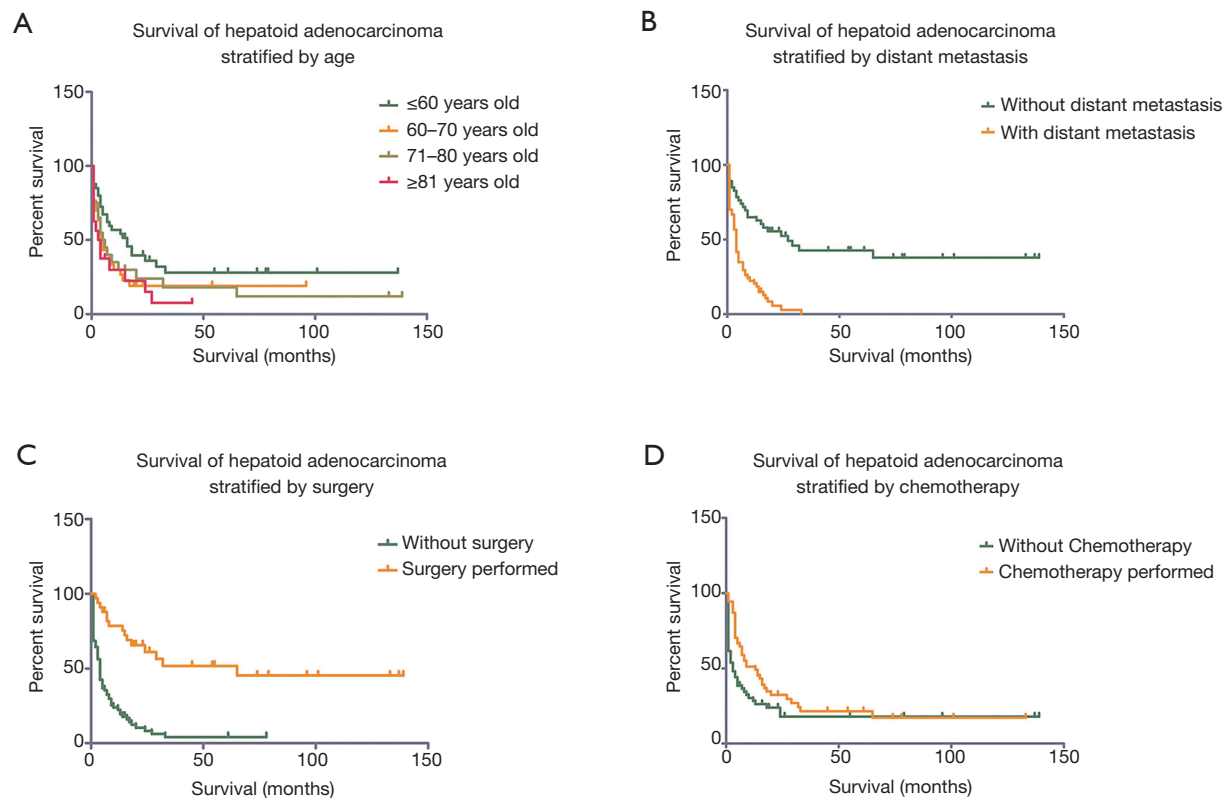 A
Survival of hepatoid adenocarcinoma
stratified by age
150
100
50
0
Percent survival
≤60 years old
60–70 years old
71–80 years old
≥81 years old
0 50 100 150
Survival (months)
B
Survival of hepatoid adenocarcinoma
stratified by distant metastasis
150
100
50
0
Percent survival
Without distant metastasis
With distant metastasis
0 50 100 150
Survival (months)
C
Survival of hepatoid adenocarcinoma
stratified by surgery
150
100
50
0
Percent survival
Without surgery
Surgery performed
0 50 100 150
Survival (months)
D
Survival of hepatoid adenocarcinoma
stratified by chemotherapy
150
100
50
0
Percent survival
Without Chemotherapy
Chemotherapy performed
0 50 100 150
Survival (months)